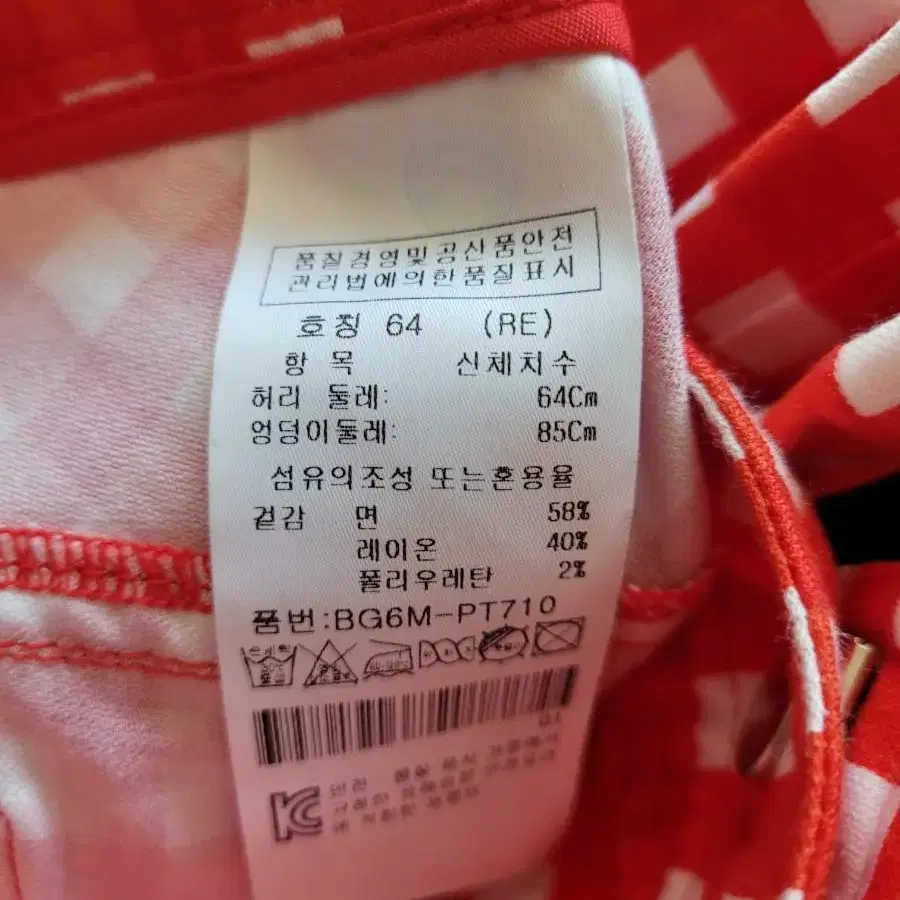 품질경영및공산품안전
관리법에의한품질표시
호칭 64 (RE)
항 목 신체치수
허리 둘레: 64Cm
엉덩이둘레: 85Cm
섬유의조성 또는혼용율
겉감 면 58%
레이온 40%
폴리우레탄 2%
품번:BG6M-PT710
손세탁